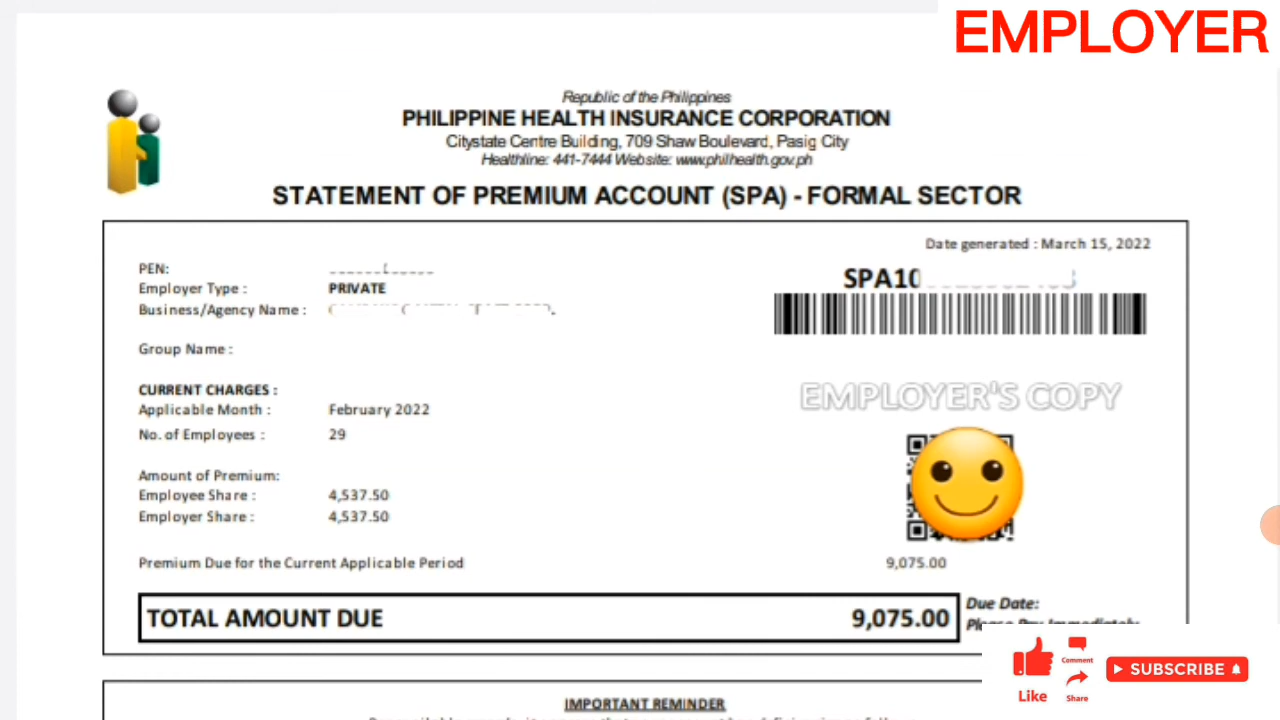 EMPLOYER
Republic of the Philippines
PHILIPPINE HEALTH INSURANCE CORPORATION
Citystate Centre Building, 709 Shaw Boulevard, Pasig City
Healthline: 441-7444 Website: www.philhealth.gov.ph
STATEMENT OF PREMIUM ACCOUNT (SPA) - FORMAL SECTOR
Date generated : March 15, 2022
PEN:
SPA10
Employer Type : PRIVATE
Business/Agency Name :
Group Name :
CURRENT CHARGES :
EMPLOYER'S COPY
Applicable Month : February 2022
No. of Employees : 29
Amount of Premium:
Employee Share : 4,537.50
Employer Share : 4,537.50
Premium Due for the Current Applicable Period 9,075.00
TOTAL AMOUNT DUE 9,075.00
Due Date:
Please Pay Immediately
Like
Comment
Share
SUBSCRIBE
IMPORTANT REMINDER